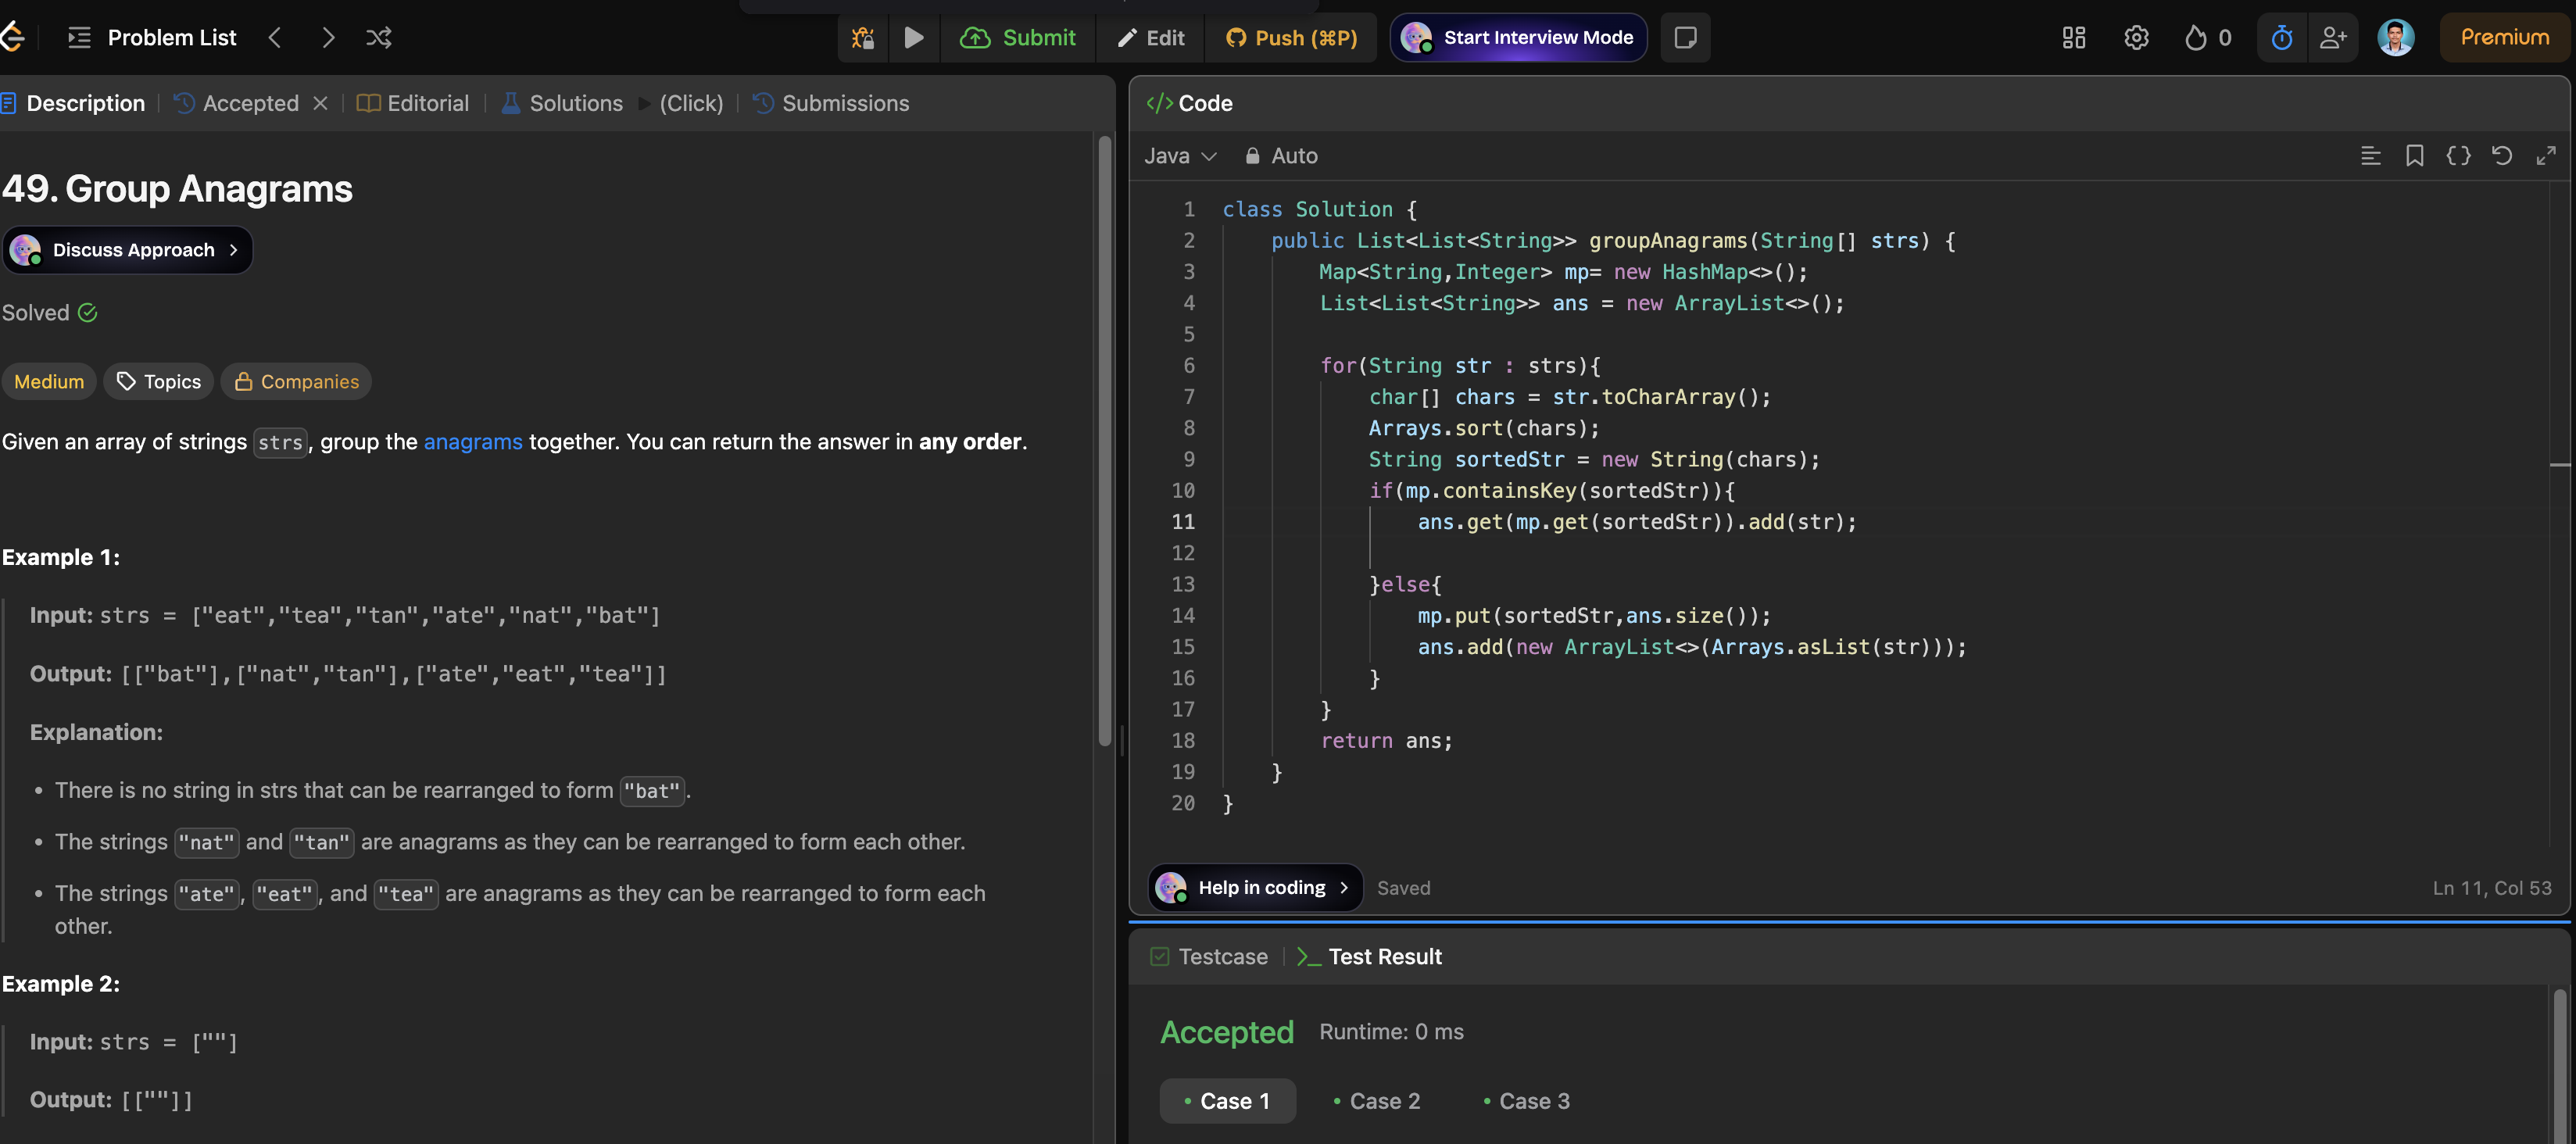 Problem List
Submit
Edit
Push (⌘P)
Start Interview Mode
0
Premium
Description
Accepted
Editorial
Solutions
(Click)
Submissions
49. Group Anagrams
Discuss Approach
Solved
Medium
Topics
Companies
Given an array of strings strs, group the anagrams together. You can return the answer in any order.
Example 1:
Input: strs = ["eat","tea","tan","ate","nat","bat"]
Output: [["bat"],["nat","tan"],["ate","eat","tea"]]
Explanation:
• There is no string in strs that can be rearranged to form "bat".
• The strings "nat" and "tan" are anagrams as they can be rearranged to form each other.
• The strings "ate", "eat", and "tea" are anagrams as they can be rearranged to form each
other.
Example 2:
Input: strs = [""]
Output: [[""]]
</> Code
Java
Auto
1 class Solution {
2     public List<List<String>> groupAnagrams(String[] strs) {
3         Map<String,Integer> mp= new HashMap<>();
4         List<List<String>> ans = new ArrayList<>();
5
6         for(String str : strs){
7             char[] chars = str.toCharArray();
8             Arrays.sort(chars);
9             String sortedStr = new String(chars);
10             if(mp.containsKey(sortedStr)){
11                 ans.get(mp.get(sortedStr)).add(str);
12
13             }else{
14                 mp.put(sortedStr,ans.size());
15                 ans.add(new ArrayList<>(Arrays.asList(str)));
16             }
17         }
18         return ans;
19     }
20 }
Help in coding
Saved
Ln 11, Col 53
Testcase
>_ Test Result
Accepted
Runtime: 0 ms
• Case 1
• Case 2
• Case 3